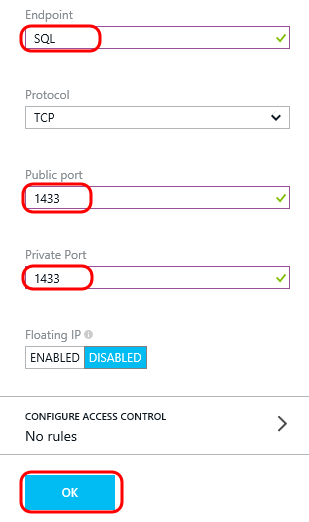 Endpoint
SQL
Protocol
TCP
Public port
1433
Private Port
1433
Floating IP
ENABLED DISABLED
CONFIGURE ACCESS CONTROL
No rules
OK